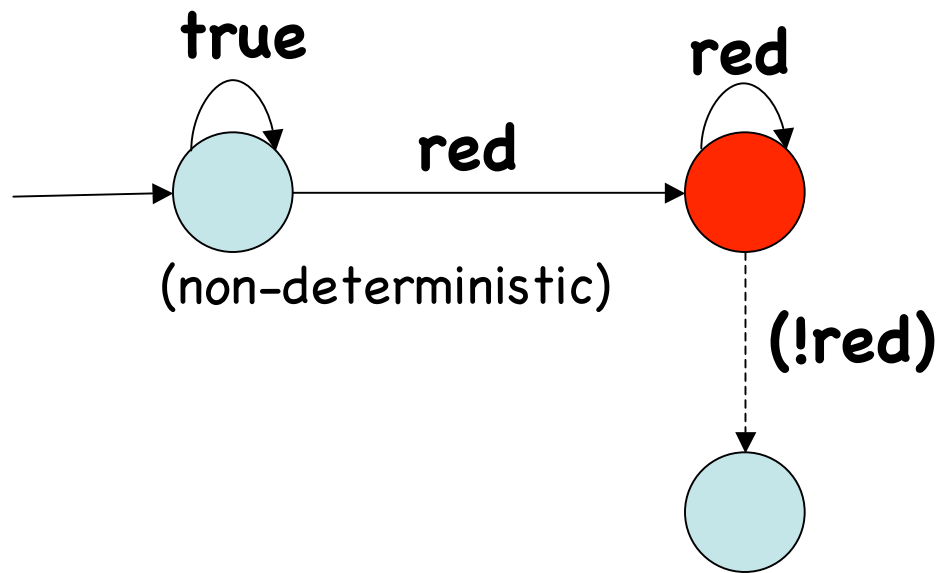 true
red
red
(non-deterministic)
(!red)